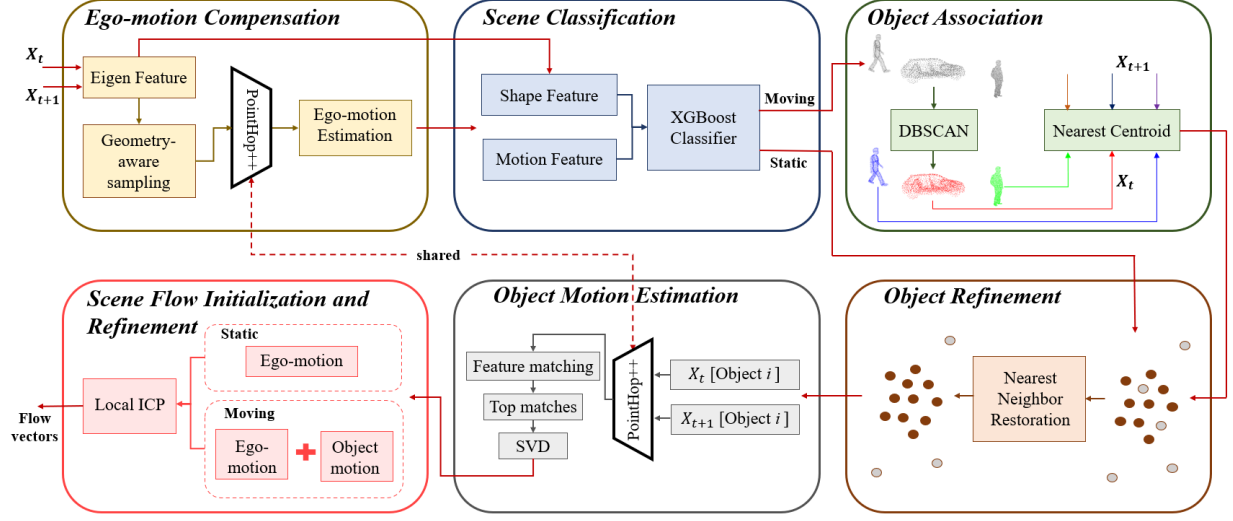 Ego-motion Compensation
X_t
X_{t+1}
Eigen Feature
Geometry-
aware
sampling
PointHop++
Ego-motion
Estimation
Scene Classification
Shape Feature
Motion Feature
XGBoost
Classifier
Moving
Static
Object Association
DBSCAN
X_{t+1}
Nearest Centroid
X_t
shared
Scene Flow Initialization and
Refinement
Static
Ego-motion
Local ICP
Flow
vectors
Moving
Ego-
motion
Object
motion
Object Motion Estimation
Feature matching
Top matches
SVD
PointHop++
X_t [Object i]
X_{t+1} [Object i]
Object Refinement
Nearest
Neighbor
Restoration